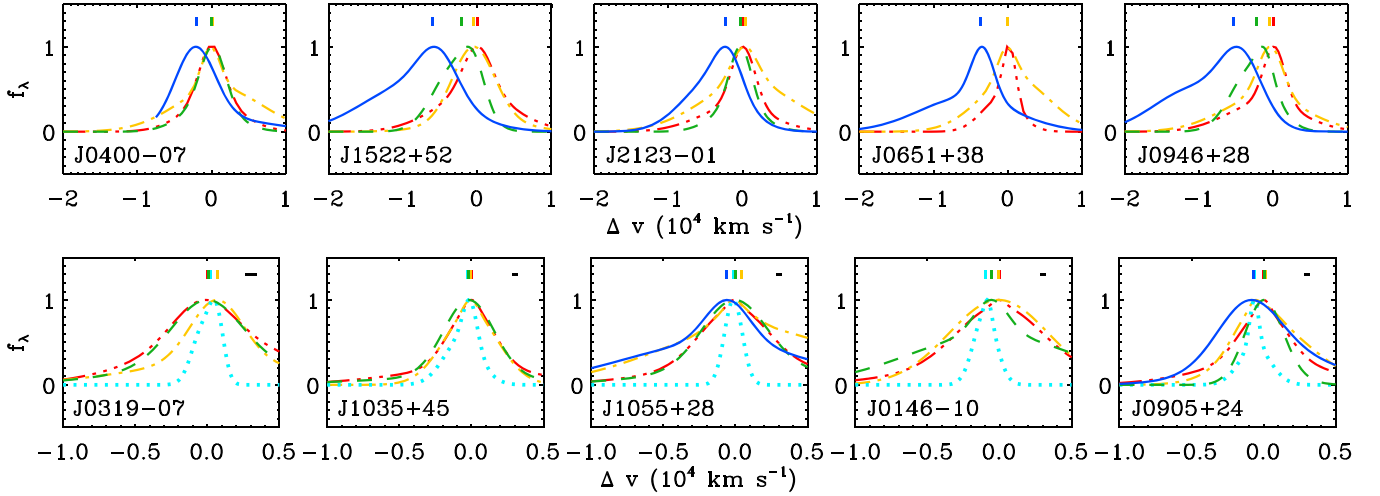 f_λ
1
0
J0400−07
J1522+52
J2123−01
J0651+38
J0946+28
−2 −1 0 1
−2 −1 0 1
−2 −1 0 1
−2 −1 0 1
−2 −1 0 1
Δ v (10⁴ km s⁻¹)
f_λ
1
0
J0319−07
J1035+45
J1055+28
J0146−10
J0905+24
−1.0 −0.5 0.0 0.5
−1.0 −0.5 0.0 0.5
−1.0 −0.5 0.0 0.5
−1.0 −0.5 0.0 0.5
−1.0 −0.5 0.0 0.5
Δ v (10⁴ km s⁻¹)